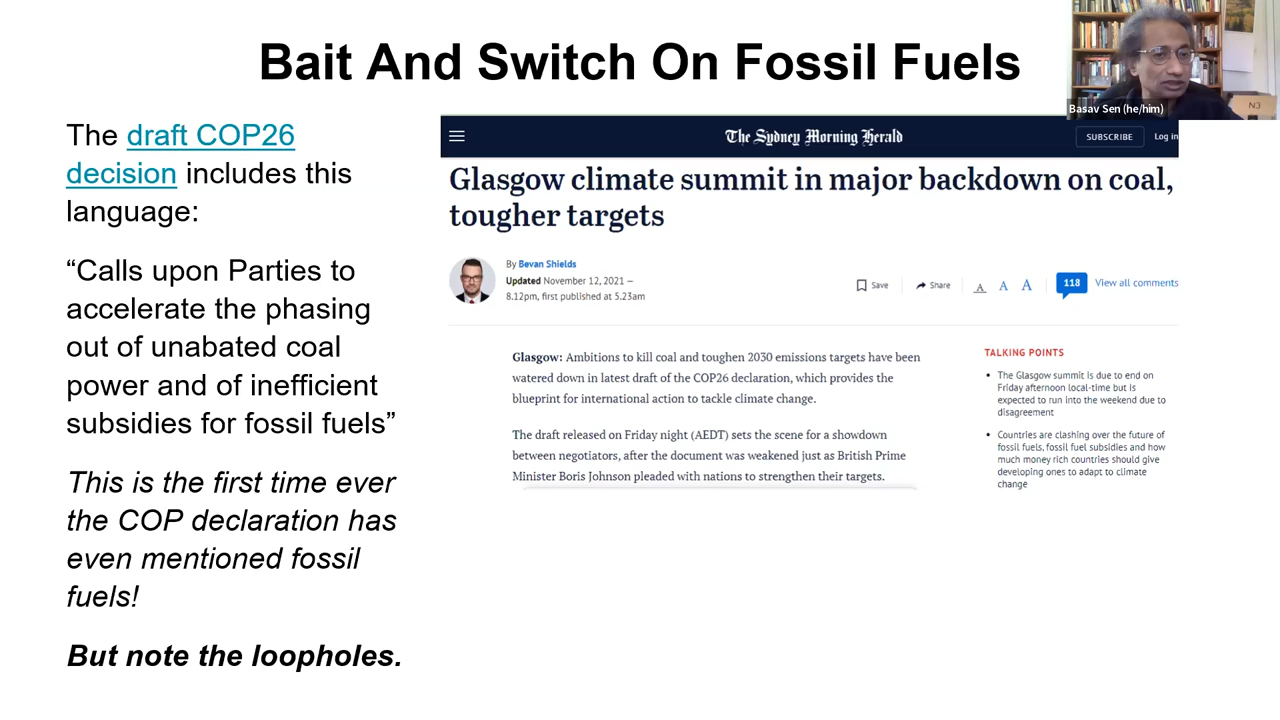 Bait And Switch On Fossil Fuels
Basav Sen (he/him)
N3
The draft COP26
decision includes this
language:
“Calls upon Parties to
accelerate the phasing
out of unabated coal
power and of inefficient
subsidies for fossil fuels”
This is the first time ever
the COP declaration has
even mentioned fossil
fuels!
But note the loopholes.
The Sydney Morning Herald
SUBSCRIBE
Log in
Glasgow climate summit in major backdown on coal,
tougher targets
By Bevan Shields
Updated November 12, 2021 —
8.12pm, first published at 5.23am
Save
Share
A A A
118
View all comments
Glasgow: Ambitions to kill coal and toughen 2030 emissions targets have been
watered down in latest draft of the COP26 declaration, which provides the
blueprint for international action to tackle climate change.
The draft released on Friday night (AEDT) sets the scene for a showdown
between negotiators, after the document was weakened just as British Prime
Minister Boris Johnson pleaded with nations to strengthen their targets.
TALKING POINTS
• The Glasgow summit is due to end on
Friday afternoon local-time but is
expected to run into the weekend due to
disagreement
• Countries are clashing over the future of
fossil fuels, fossil fuel subsidies and how
much money rich countries should give
developing ones to adapt to climate
change